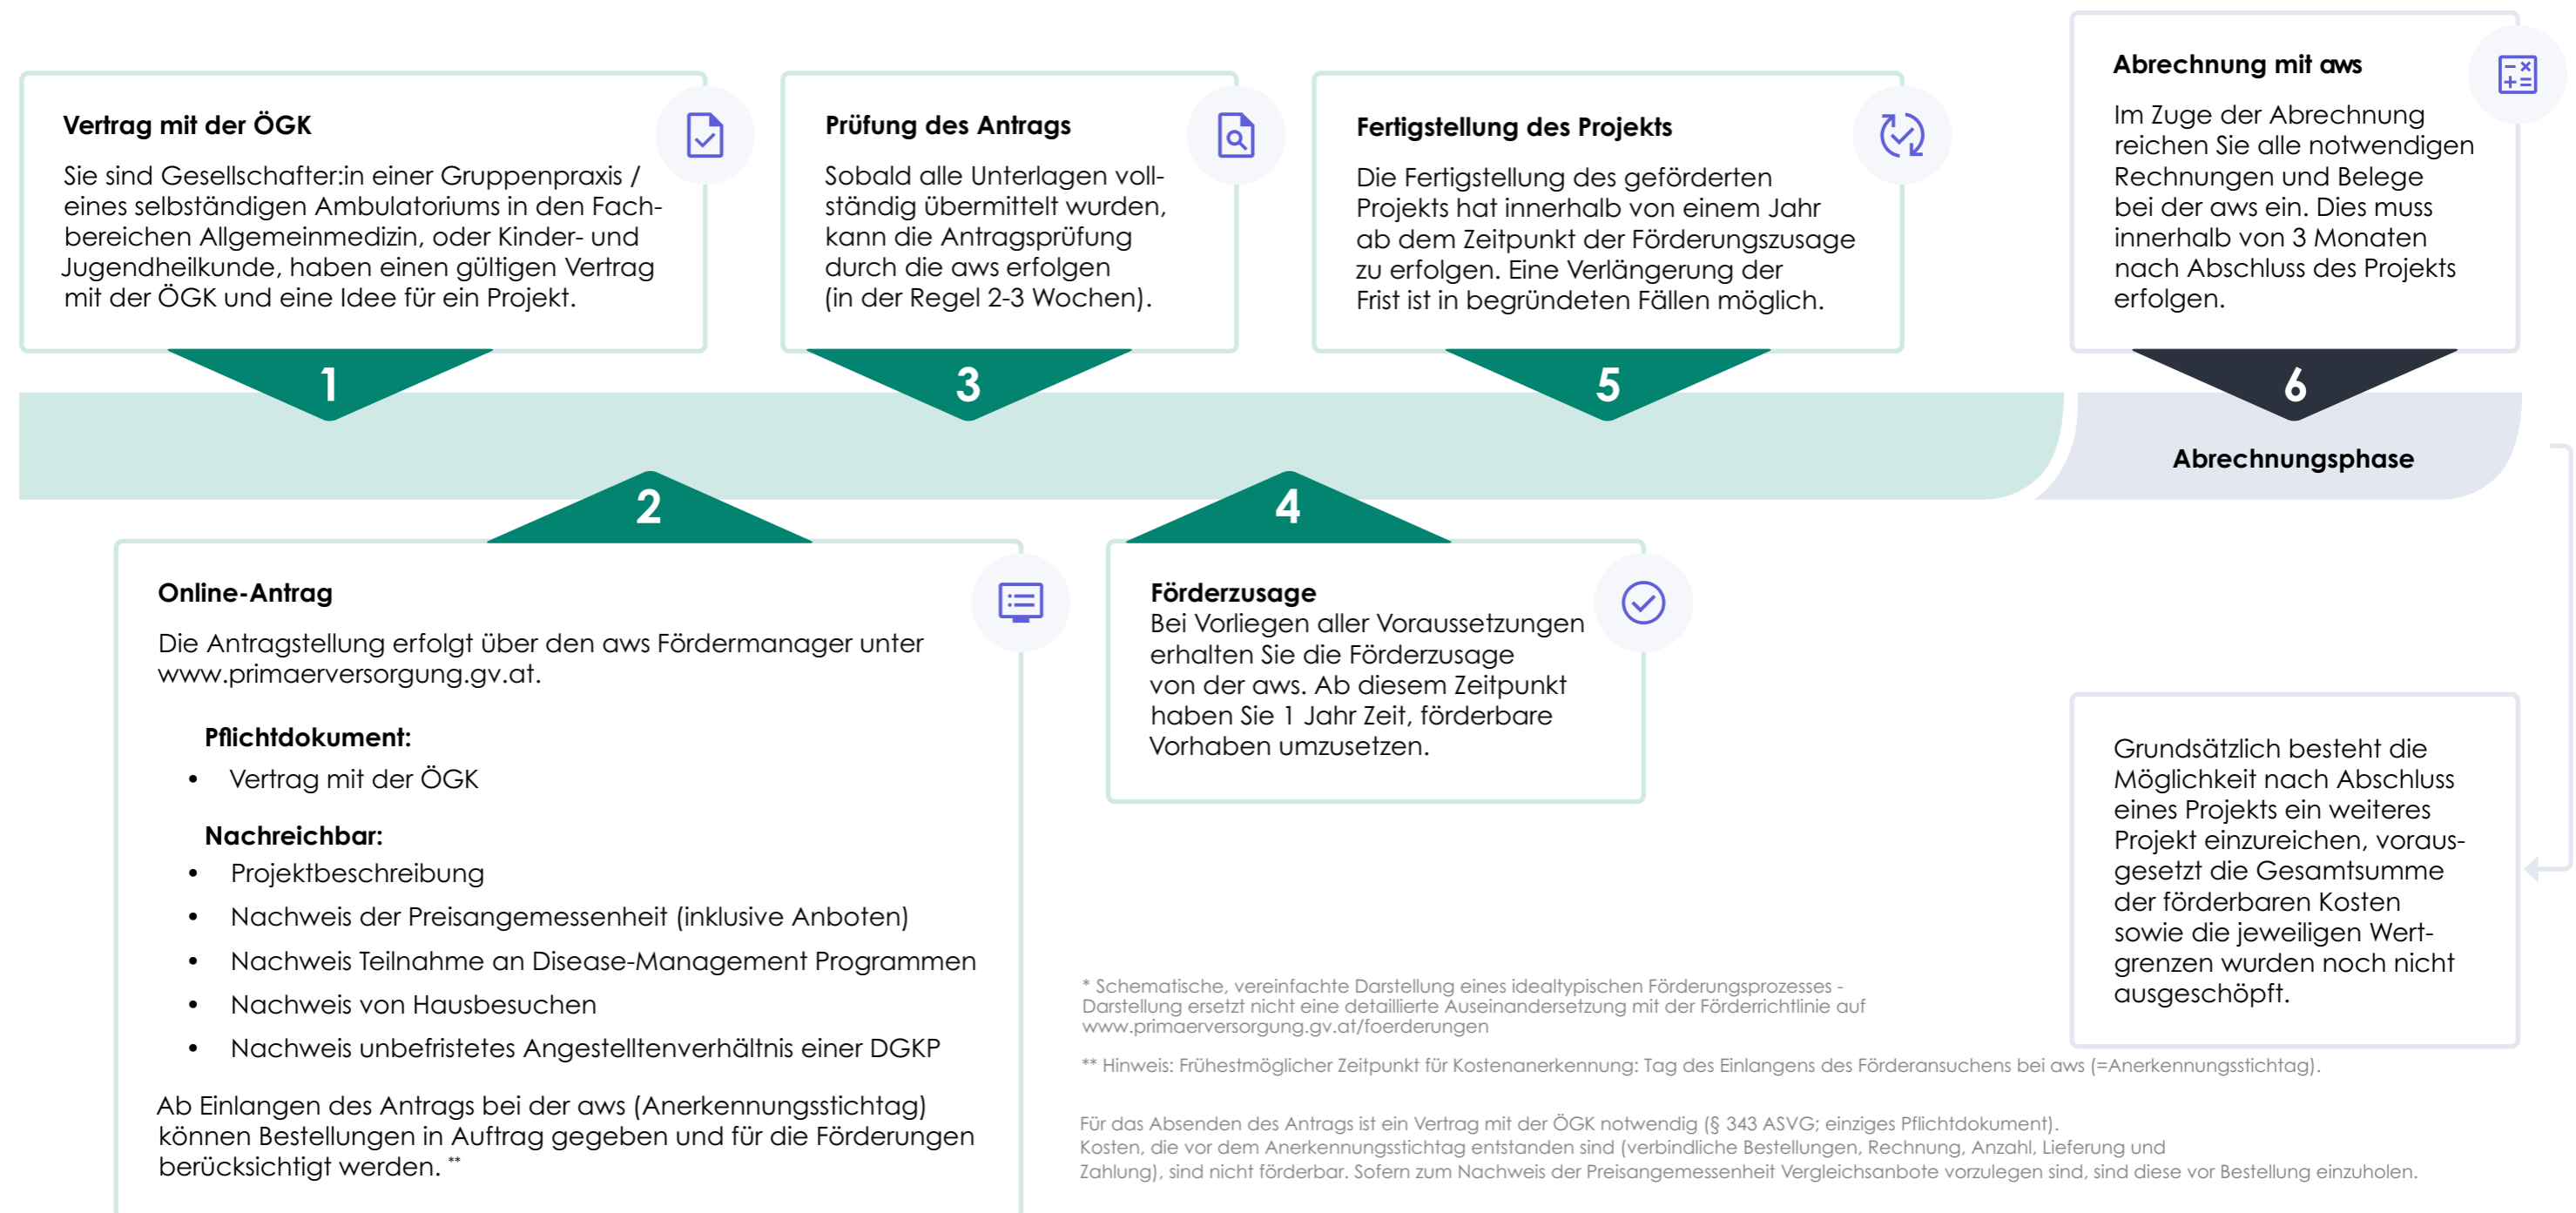 Vertrag mit der ÖGK
Sie sind Gesellschafter:in einer Gruppenpraxis /
eines selbständigen Ambulatoriums in den Fach-
bereichen Allgemeinmedizin, oder Kinder- und
Jugendheilkunde, haben einen gültigen Vertrag
mit der ÖGK und eine Idee für ein Projekt.
1
Online-Antrag
Die Antragstellung erfolgt über den aws Fördermanager unter
www.primaerversorgung.gv.at.
Pflichtdokument:
• Vertrag mit der ÖGK
Nachreichbar:
• Projektbeschreibung
• Nachweis der Preisangemessenheit (inklusive Anboten)
• Nachweis Teilnahme an Disease-Management Programmen
• Nachweis von Hausbesuchen
• Nachweis unbefristetes Angestelltenverhältnis einer DGKP
Ab Einlangen des Antrags bei der aws (Anerkennungsstichtag)
können Bestellungen in Auftrag gegeben und für die Förderungen
berücksichtigt werden. **
2
Prüfung des Antrags
Sobald alle Unterlagen voll-
ständig übermittelt wurden,
kann die Antragsprüfung
durch die aws erfolgen
(in der Regel 2-3 Wochen).
3
Förderzusage
Bei Vorliegen aller Voraussetzungen
erhalten Sie die Förderzusage
von der aws. Ab diesem Zeitpunkt
haben Sie 1 Jahr Zeit, förderbare
Vorhaben umzusetzen.
4
Fertigstellung des Projekts
Die Fertigstellung des geförderten
Projekts hat innerhalb von einem Jahr
ab dem Zeitpunkt der Förderungszusage
zu erfolgen. Eine Verlängerung der
Frist ist in begründeten Fällen möglich.
5
Abrechnung mit aws
Im Zuge der Abrechnung
reichen Sie alle notwendigen
Rechnungen und Belege
bei der aws ein. Dies muss
innerhalb von 3 Monaten
nach Abschluss des Projekts
erfolgen.
6
Abrechnungsphase
Grundsätzlich besteht die
Möglichkeit nach Abschluss
eines Projekts ein weiteres
Projekt einzureichen, voraus-
gesetzt die Gesamtsumme
der förderbaren Kosten
sowie die jeweiligen Wert-
grenzen wurden noch nicht
ausgeschöpft.
* Schematische, vereinfachte Darstellung eines idealtypischen Förderungsprozesses -
Darstellung ersetzt nicht eine detaillierte Auseinandersetzung mit der Förderrichtlinie auf
www.primaerversorgung.gv.at/foerderungen
** Hinweis: Frühestmöglicher Zeitpunkt für Kostenanerkennung: Tag des Einlangens des Förderansuchens bei aws (=Anerkennungsstichtag).
Für das Absenden des Antrags ist ein Vertrag mit der ÖGK notwendig (§ 343 ASVG; einziges Pflichtdokument).
Kosten, die vor dem Anerkennungsstichtag entstanden sind (verbindliche Bestellungen, Rechnung, Anzahl, Lieferung und
Zahlung), sind nicht förderbar. Sofern zum Nachweis der Preisangemessenheit Vergleichsanbote vorzulegen sind, sind diese vor Bestellung einzuholen.